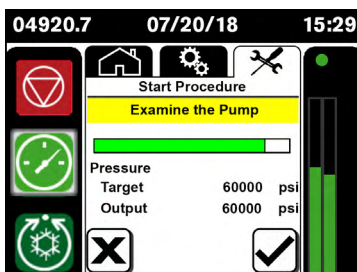 04920.7 07/20/18 15:29
Start Procedure
Examine the Pump
Pressure
Target 60000 psi
Output 60000 psi